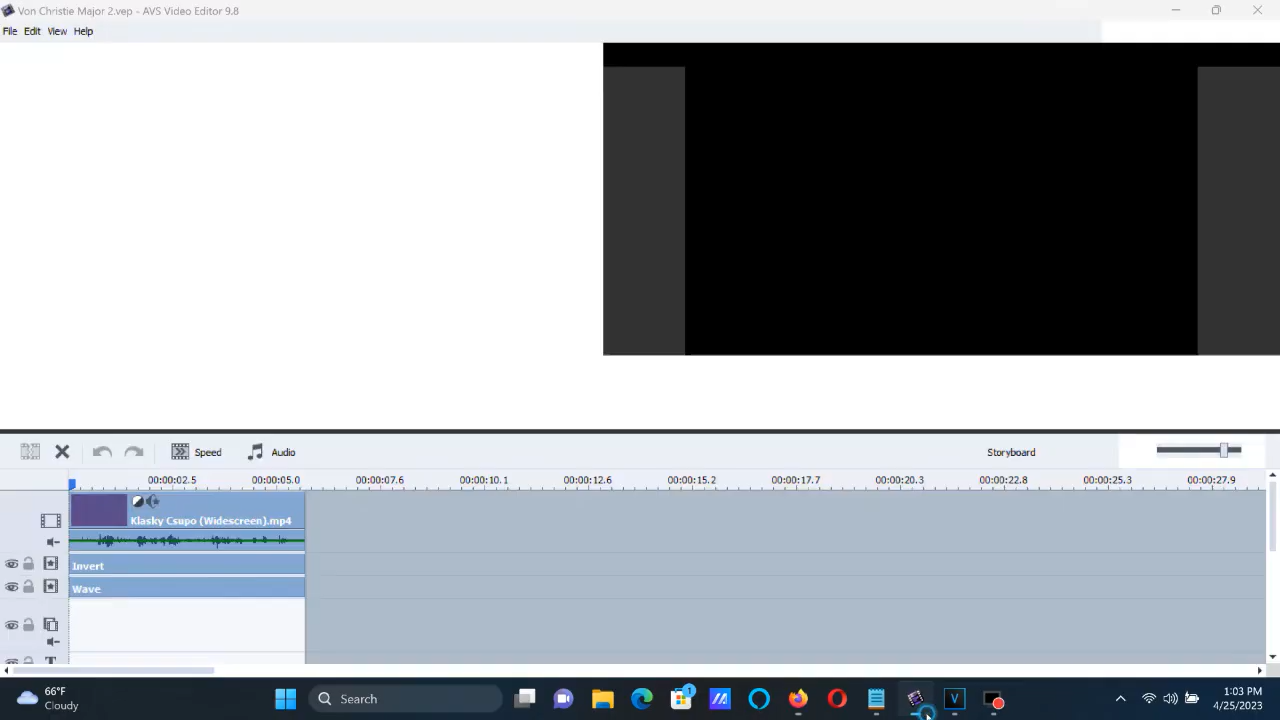 Von Christie Major 2.vep - AVS Video Editor 9.8
File Edit View Help
Speed Audio Storyboard
00:00:02.5 00:00:05.0 00:00:07.6 00:00:10.1 00:00:12.6 00:00:15.2 00:00:17.7 00:00:20.3 00:00:22.8 00:00:25.3 00:00:27.9
Klasky Csupo (Widescreen).mp4
Invert
Wave
T
66°F
Cloudy
Search
1
V
1:03 PM
4/25/2023